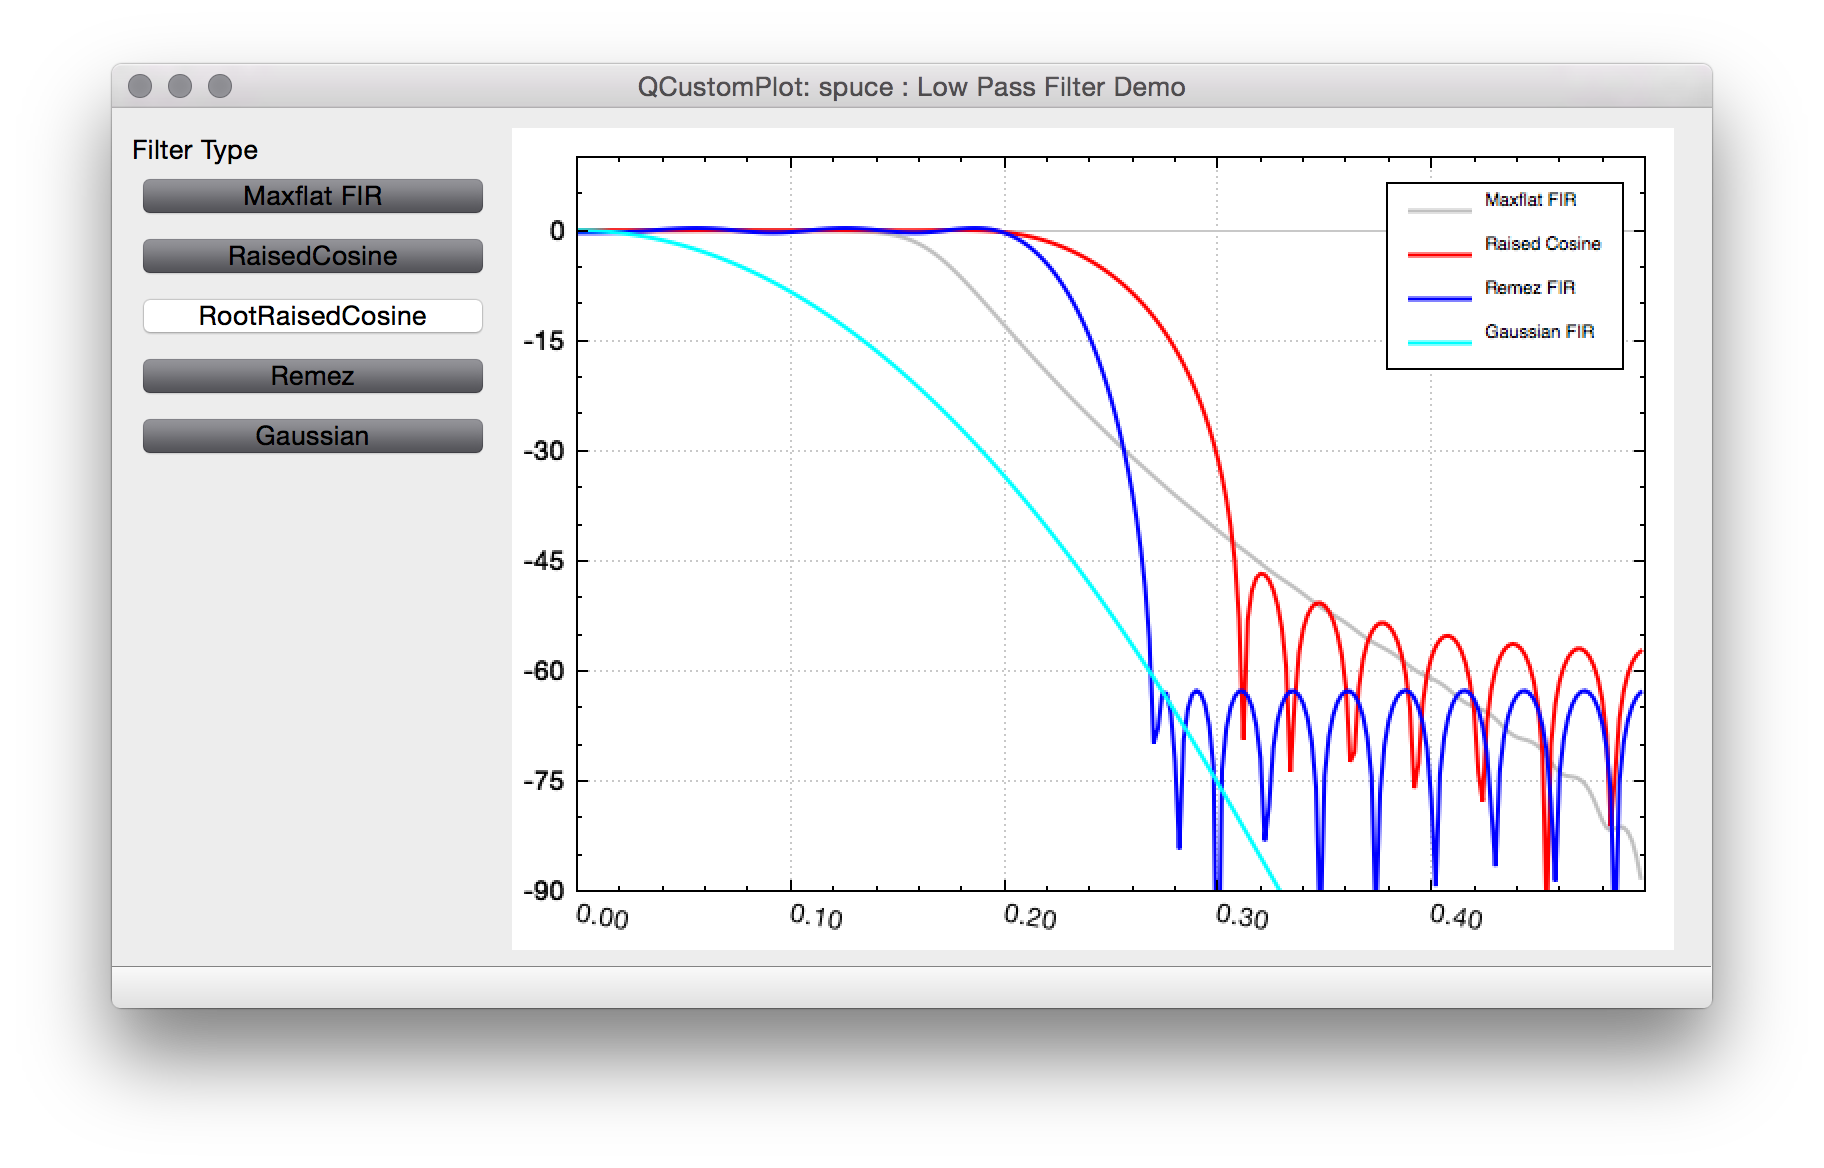 QCustomPlot: spuce : Low Pass Filter Demo
Filter Type
Maxflat FIR
RaisedCosine
RootRaisedCosine
Remez
Gaussian
Maxflat FIR
Raised Cosine
Remez FIR
Gaussian FIR
0
-15
-30
-45
-60
-75
-90
0.00 0.10 0.20 0.30 0.40